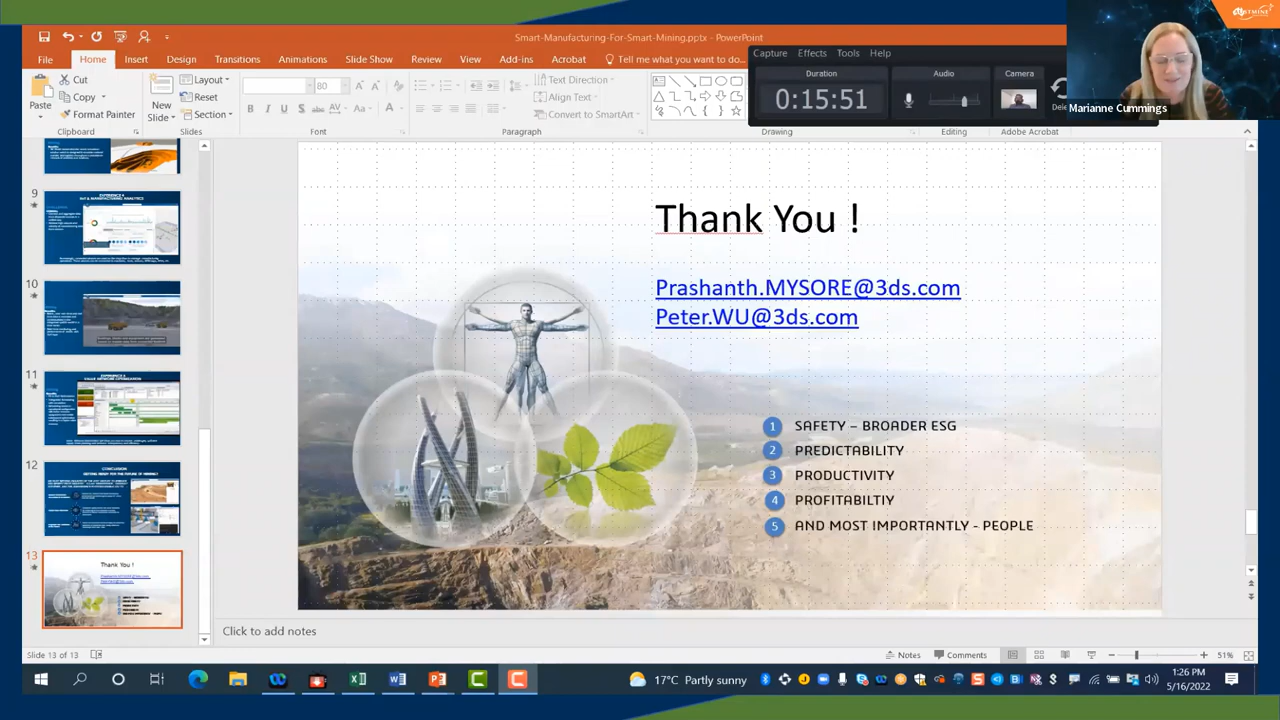 Smart-Manufacturing-For-Smart-Mining.pptx - PowerPoint
File Home Insert Design Transitions Animations Slide Show Review View Add-ins Acrobat Tell me what you want to do...
Capture Effects Tools Help
Cut
Copy
Format Painter
Paste
Clipboard
New Slide
Layout
Reset
Section
Slides
80
Font
Text Direction
Align Text
Convert to SmartArt
Paragraph
Duration
0:15:51
Audio
Camera
Drawing
Editing
Adobe Acrobat
Marianne Cummings
9
10
11
12
CONCLUSION
13
Thank You !
Thank You !
Prashanth.MYSORE@3ds.com
Peter.WU@3ds.com
1 SAFETY – BROADER ESG
2 PREDICTABILITY
3 PRODUCTIVITY
4 PROFITABILTIY
5 AND MOST IMPORTANTLY - PEOPLE
Click to add notes
Slide 13 of 13
Notes
Comments
51%
17°C Partly sunny
1:26 PM
5/16/2022